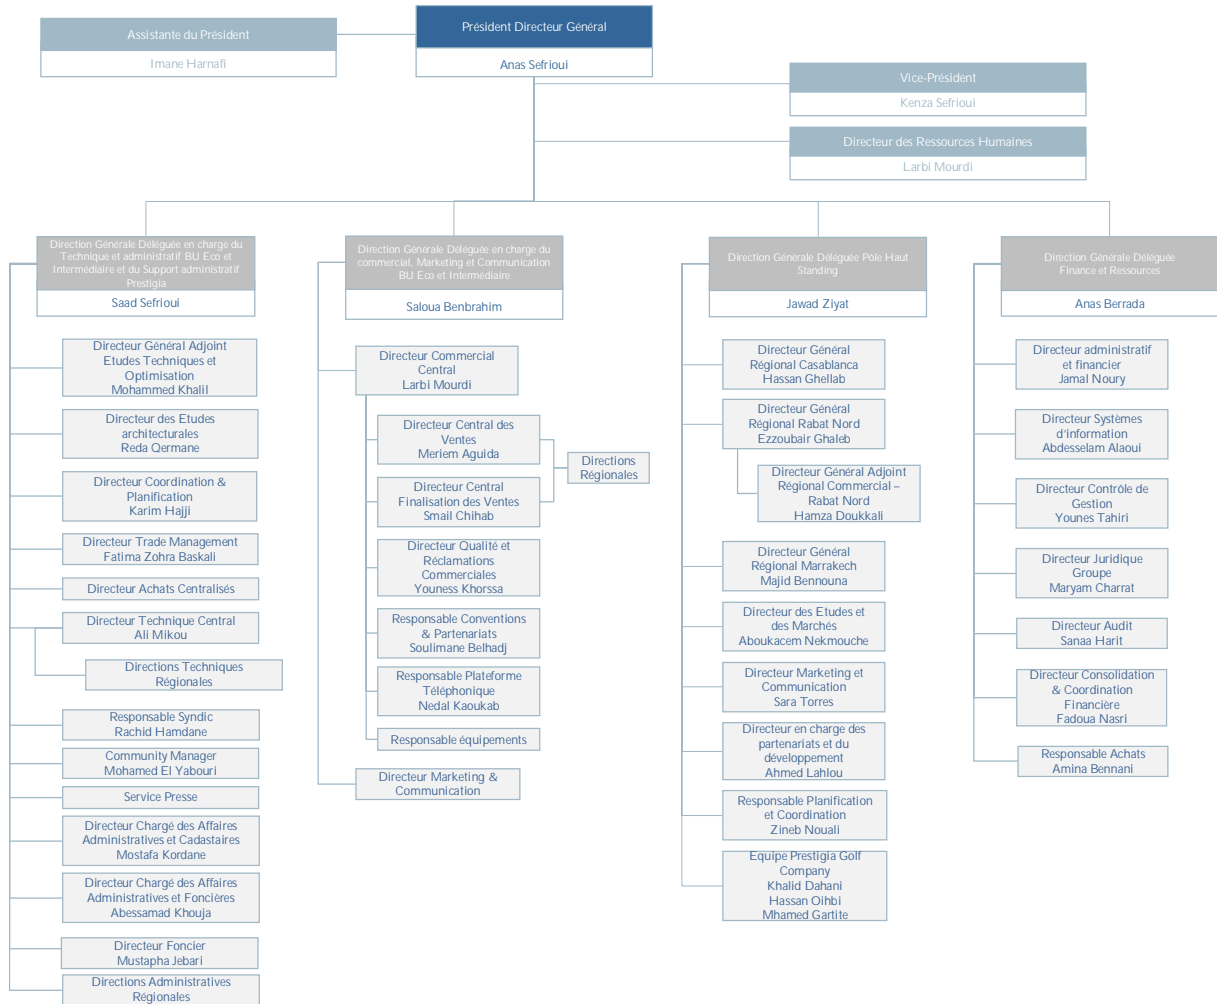 Assistante du Président
Imane Harnafi
Président Directeur Général
Anas Sefrioui
Vice-Président
Kenza Sefrioui
Directeur des Ressources Humaines
Larbi Mourdi
Direction Générale Déléguée en charge du
Technique et administratif BU Eco et
Intermédiaire et du Support administratif
Prestigia
Saad Sefrioui
Directeur Général Adjoint
Etudes Techniques et
Optimisation
Mohammed Khalil
Directeur des Etudes
architecturales
Reda Qermane
Directeur Coordination &
Planification
Karim Hajji
Directeur Trade Management
Fatima Zohra Baskali
Directeur Achats Centralisés
Directeur Technique Central
Ali Mikou
Directions Techniques
Régionales
Responsable Syndic
Rachid Hamdane
Community Manager
Mohamed El Yabouri
Service Presse
Directeur Chargé des Affaires
Administratives et Cadastaires
Mostafa Kordane
Directeur Chargé des Affaires
Administratives et Foncières
Abessamad Khouja
Directeur Foncier
Mustapha Jebari
Directions Administratives
Régionales
Direction Générale Déléguée en charge du
commercial, Marketing et Communication
BU Eco et Intermédiaire
Saloua Benbrahim
Directeur Commercial
Central
Larbi Mourdi
Directeur Central des
Ventes
Meriem Aguida
Directeur Central
Finalisation des Ventes
Smail Chihab
Directions
Régionales
Directeur Qualité et
Réclamations
Commerciales
Youness Khorssa
Responsable Conventions
& Partenariats
Soulimane Belhadj
Responsable Plateforme
Téléphonique
Nedal Kaoukab
Responsable équipements
Directeur Marketing &
Communication
Direction Générale Déléguée Pôle Haut
Standing
Jawad Ziyat
Directeur Général
Régional Casablanca
Hassan Ghellab
Directeur Général
Régional Rabat Nord
Ezzoubair Ghaleb
Directeur Général Adjoint
Régional Commercial –
Rabat Nord
Hamza Doukkali
Directeur Général
Régional Marrakech
Majid Bennouna
Directeur des Etudes et
des Marchés
Aboukacem Nekmouche
Directeur Marketing et
Communication
Sara Torres
Directeur en charge des
partenariats et du
développement
Ahmed Lahlou
Responsable Planification
et Coordination
Zineb Nouali
Equipe Prestigia Golf
Company
Khalid Dahani
Hassan Oihbi
Mhamed Gartite
Direction Générale Déléguée
Finance et Ressources
Anas Berrada
Directeur administratif
et financier
Jamal Noury
Directeur Systèmes
d'information
Abdesselam Alaoui
Directeur Contrôle de
Gestion
Younes Tahiri
Directeur Juridique
Groupe
Maryam Charrat
Directeur Audit
Sanaa Harit
Directeur Consolidation
& Coordination
Financière
Fadoua Nasri
Responsable Achats
Amina Bennani